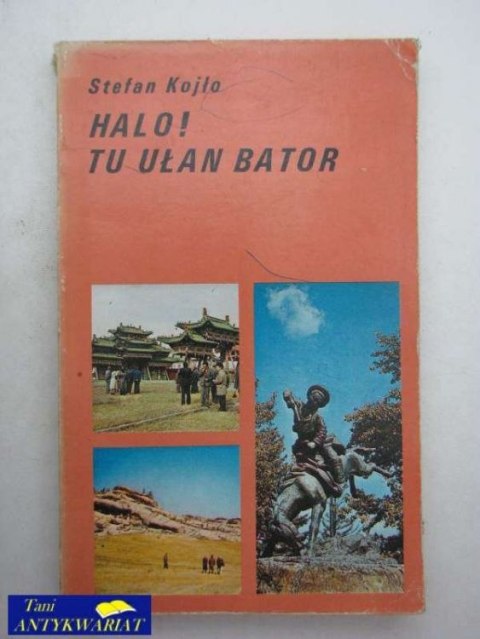 Stefan Kojło
HALO!
TU UŁAN BATOR
Tani
ANTYKWARIAT